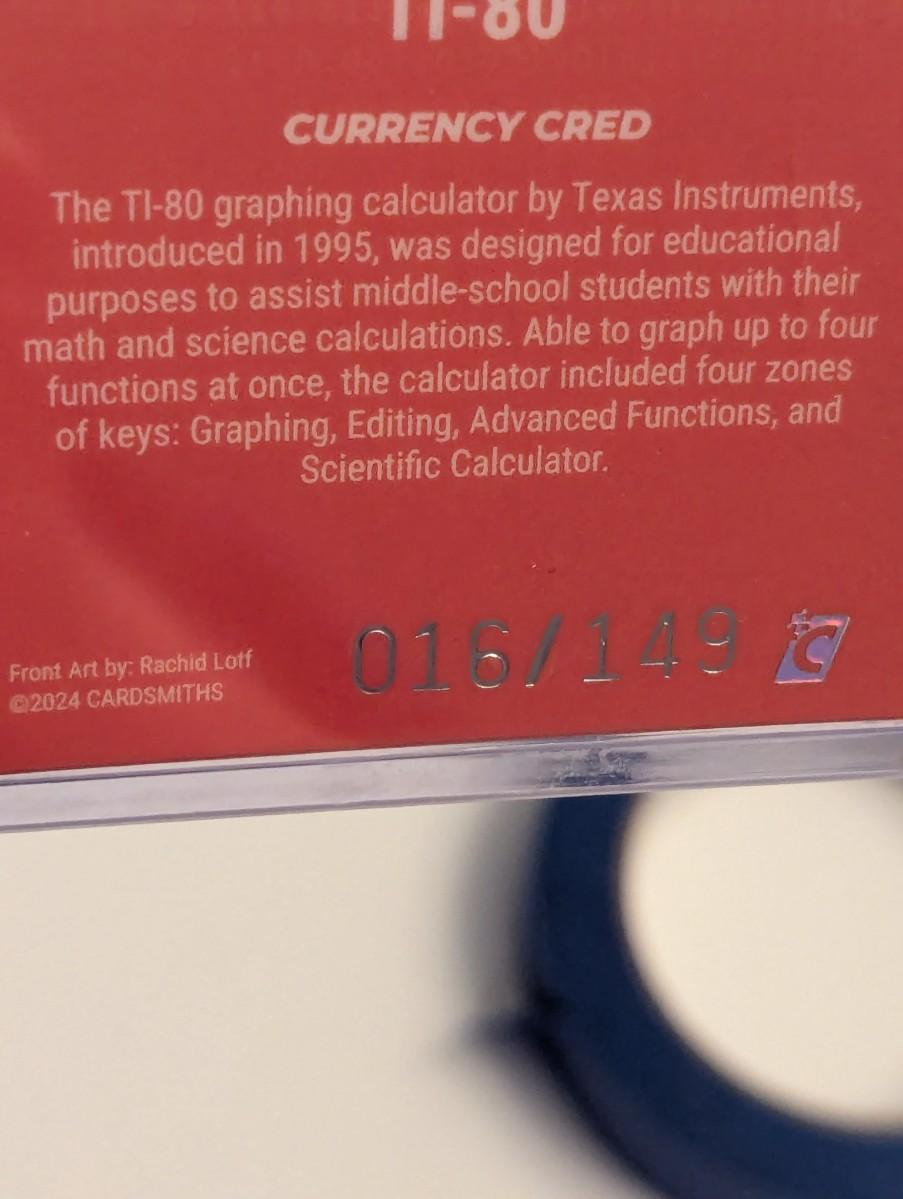 TI-80
CURRENCY CRED
The TI-80 graphing calculator by Texas Instruments,
introduced in 1995, was designed for educational
purposes to assist middle-school students with their
math and science calculations. Able to graph up to four
functions at once, the calculator included four zones
of keys: Graphing, Editing, Advanced Functions, and
Scientific Calculator.
016/149
Front Art by: Rachid Lotf
©2024 CARDSMITHS
C